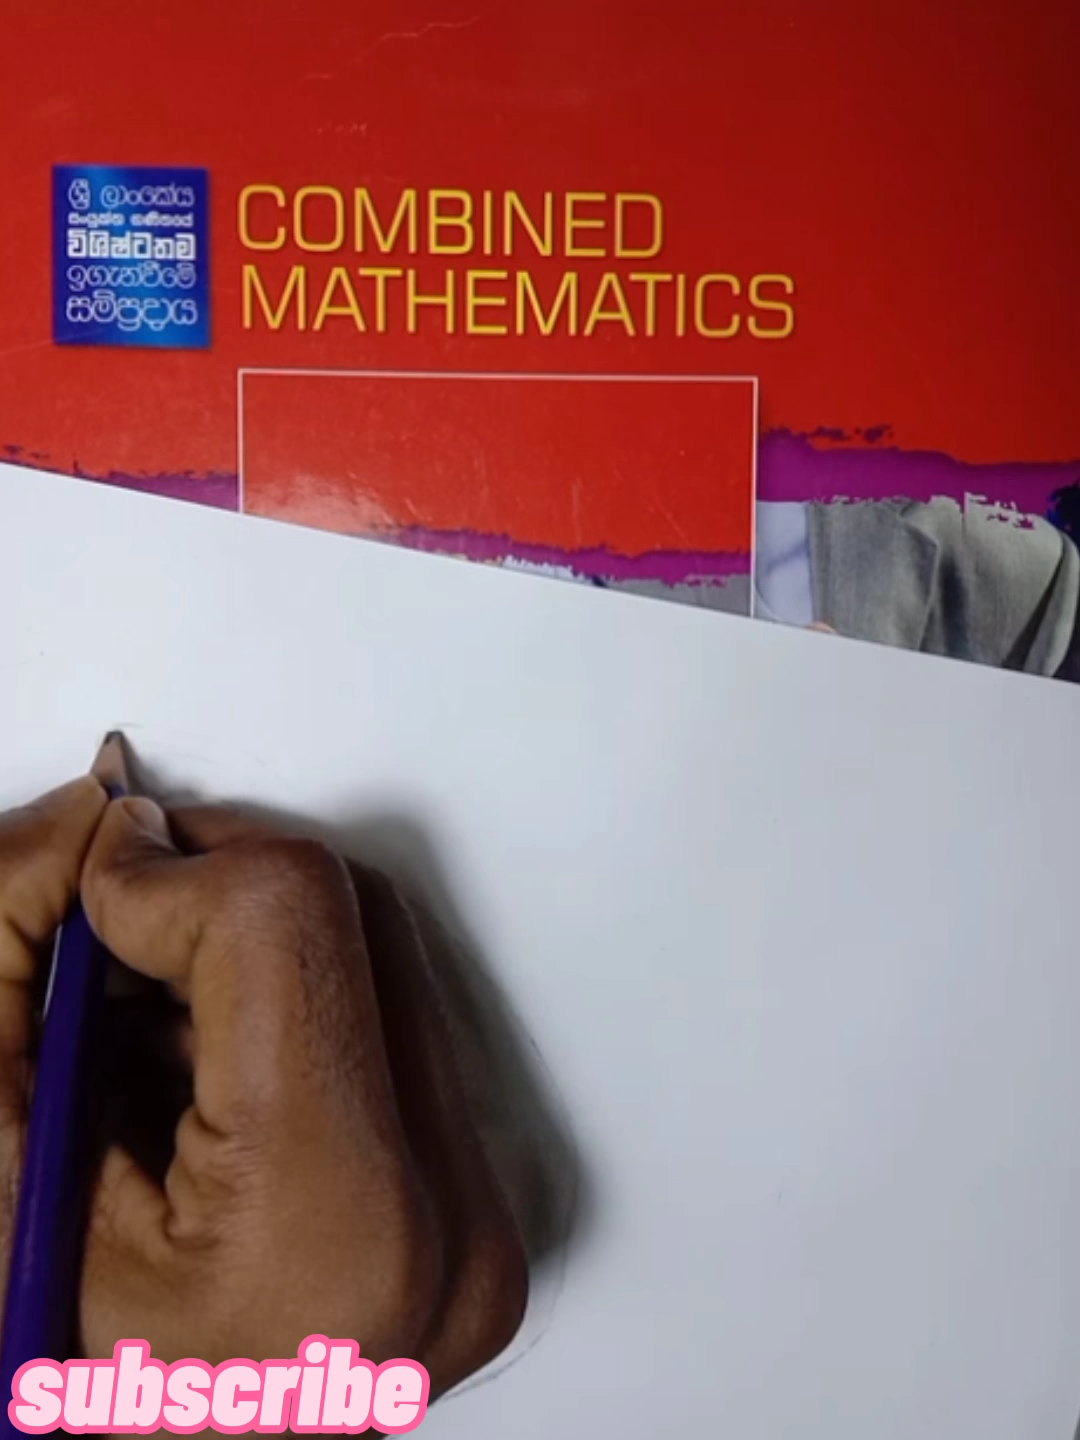 ශ්‍රී ලාංකේය
සංයුක්ත ගණිතයේ
විශිෂ්ටතම
ඉගැන්වීමේ
සම්ප්‍රදාය
COMBINED
MATHEMATICS
subscribe